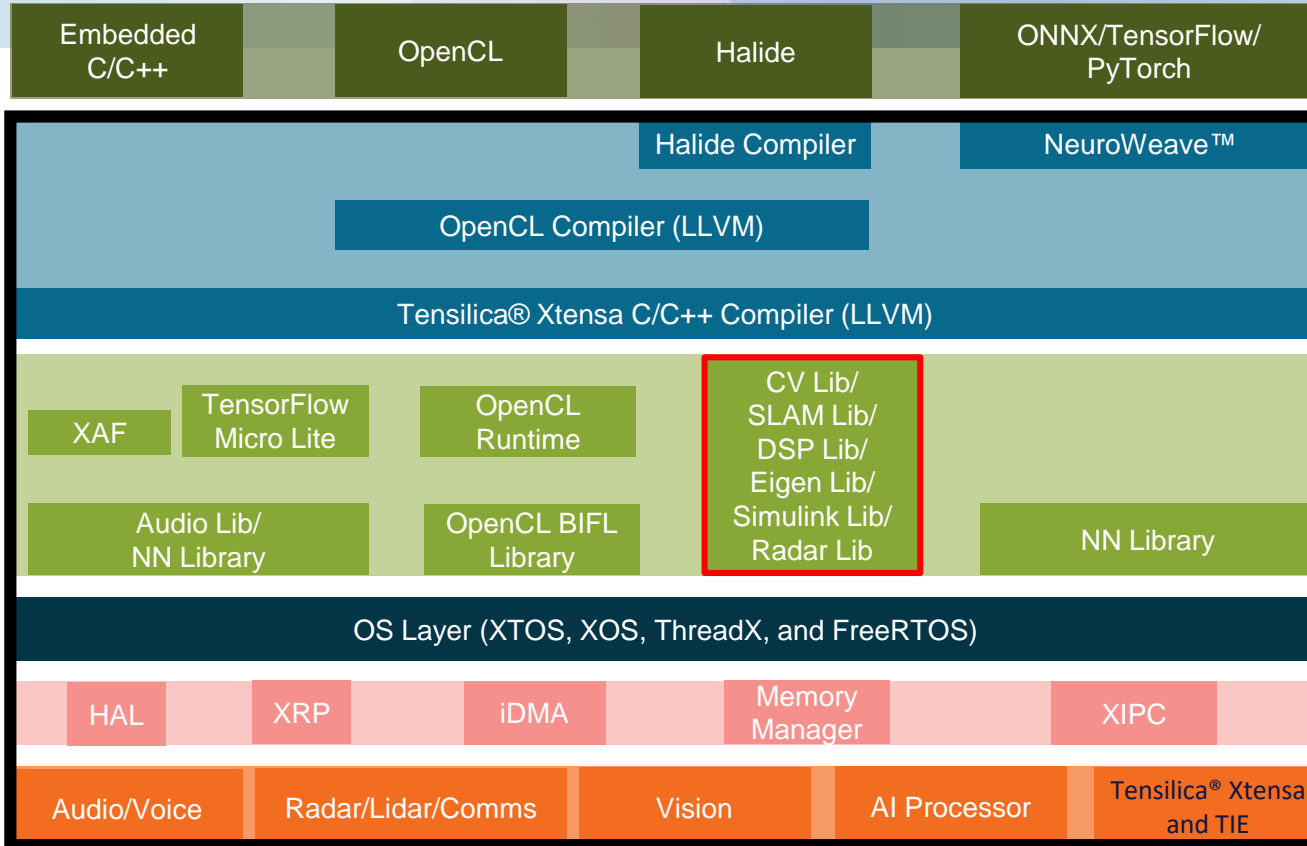 Embedded
C/C++
OpenCL
Halide
ONNX/TensorFlow/
PyTorch
Halide Compiler
NeuroWeave™
OpenCL Compiler (LLVM)
Tensilica® Xtensa C/C++ Compiler (LLVM)
XAF
TensorFlow
Micro Lite
OpenCL
Runtime
CV Lib/
SLAM Lib/
DSP Lib/
Eigen Lib/
Simulink Lib/
Radar Lib
Audio Lib/
NN Library
OpenCL BIFL
Library
NN Library
OS Layer (XTOS, XOS, ThreadX, and FreeRTOS)
HAL
XRP
iDMA
Memory
Manager
XIPC
Audio/Voice
Radar/Lidar/Comms
Vision
AI Processor
Tensilica® Xtensa
and TIE